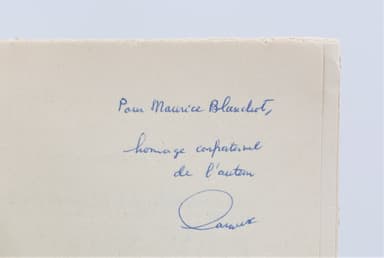 Pour Maurice Blanchot,
hommage confraternel
de l'auteur